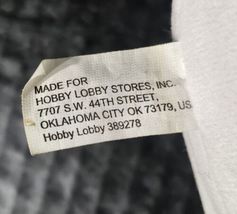 MADE FOR
HOBBY LOBBY STORES, INC.
7707 S.W. 44TH STREET,
OKLAHOMA CITY OK 73179, US
Hobby Lobby 389278